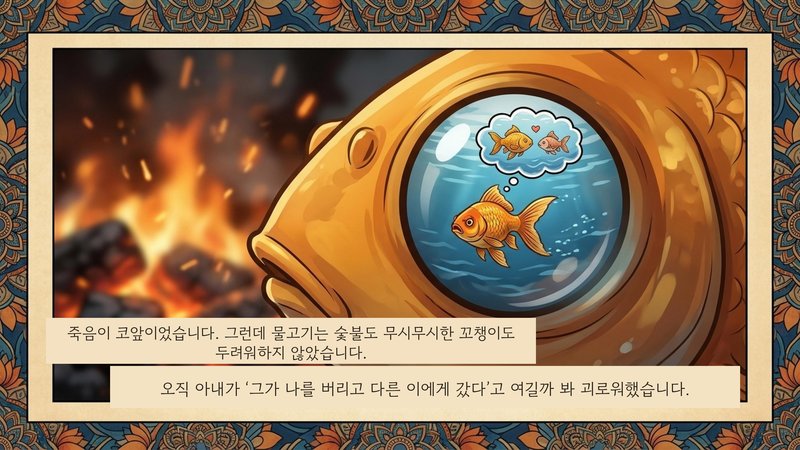 죽음이 코앞이었습니다. 그런데 물고기는 숯불도 무시무시한 꼬챙이도
두려워하지 않았습니다.
오직 아내가 ‘그가 나를 버리고 다른 이에게 갔다’고 여길까 봐 괴로워했습니다.